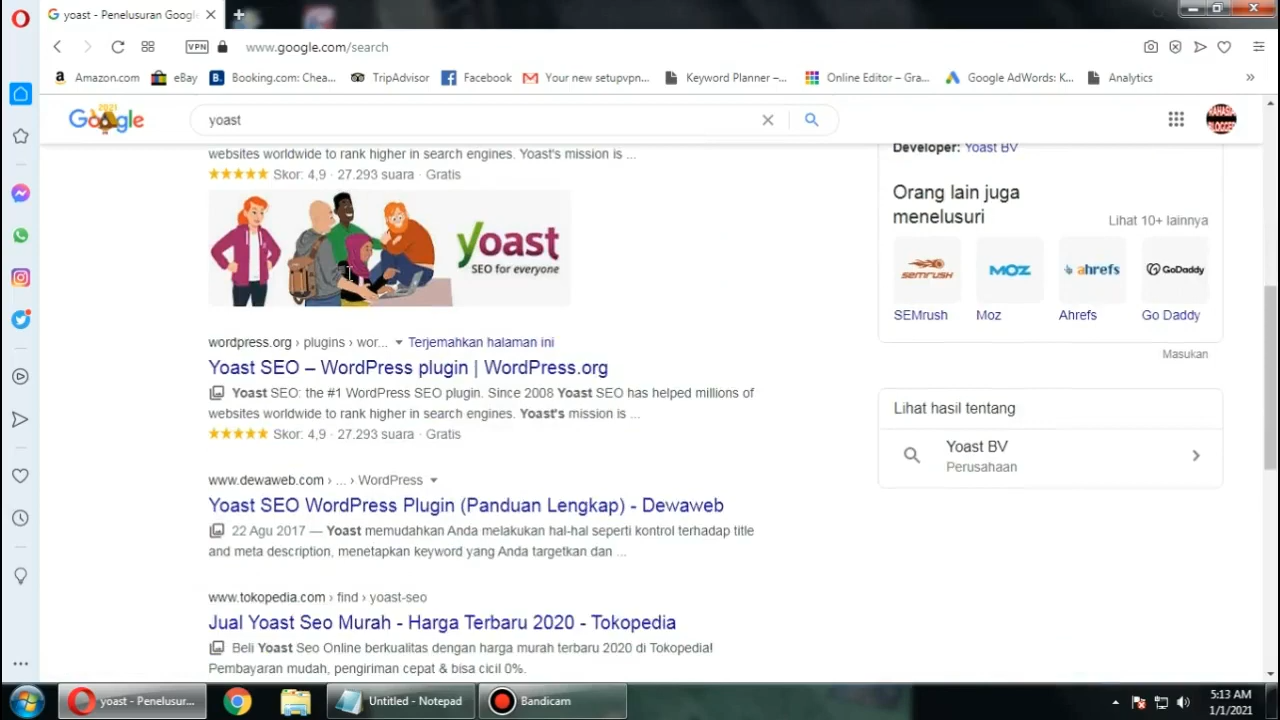 yoast - Penelusuran Google
VPN
www.google.com/search
Amazon.com
eBay
Booking.com: Chea...
TripAdvisor
Facebook
Your new setupvpn...
Keyword Planner –...
Online Editor – Gra...
Google AdWords: K...
Analytics
»
2021
Google
yoast
websites worldwide to rank higher in search engines. Yoast's mission is ...
Skor: 4,9 · 27.293 suara · Gratis
yoast
SEO for everyone
wordpress.org › plugins › wor... Terjemahkan halaman ini
Yoast SEO – WordPress plugin | WordPress.org
Yoast SEO: the #1 WordPress SEO plugin. Since 2008 Yoast SEO has helped millions of
websites worldwide to rank higher in search engines. Yoast's mission is ...
Skor: 4,9 · 27.293 suara · Gratis
www.dewaweb.com › ... › WordPress
Yoast SEO WordPress Plugin (Panduan Lengkap) - Dewaweb
22 Agu 2017 — Yoast memudahkan Anda melakukan hal-hal seperti kontrol terhadap title
and meta description, menetapkan keyword yang Anda targetkan dan ...
www.tokopedia.com › find › yoast-seo
Jual Yoast Seo Murah - Harga Terbaru 2020 - Tokopedia
Beli Yoast Seo Online berkualitas dengan harga murah terbaru 2020 di Tokopedia!
Pembayaran mudah, pengiriman cepat & bisa cicil 0%.
Developer: Yoast BV
Orang lain juga
menelusuri
Lihat 10+ lainnya
SEMRUSH
MOZ
ahrefs
GoDaddy
SEMrush
Moz
Ahrefs
Go Daddy
Masukan
Lihat hasil tentang
Yoast BV
Perusahaan
yoast - Penelusur...
Untitled - Notepad
Bandicam
5:13 AM
1/1/2021